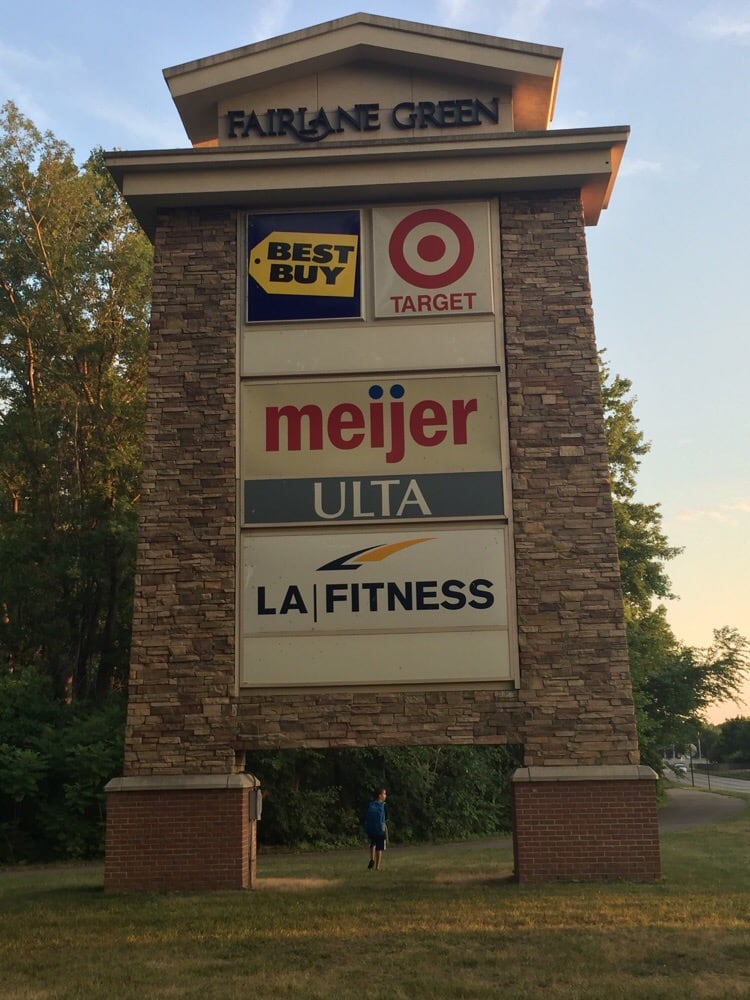 FAIRLANE GREEN
BEST
BUY
TARGET
meijer
ULTA
LA|FITNESS